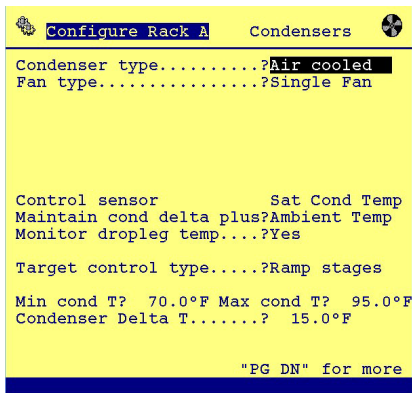 Configure Rack A Condensers
Condenser type..........?Air cooled
Fan type................?Single Fan
Control sensor Sat Cond Temp
Maintain cond delta plus?Ambient Temp
Monitor dropleg temp....?Yes
Target control type.....?Ramp stages
Min cond T? 70.0°F Max cond T? 95.0°F
Condenser Delta T.......? 15.0°F
"PG DN" for more